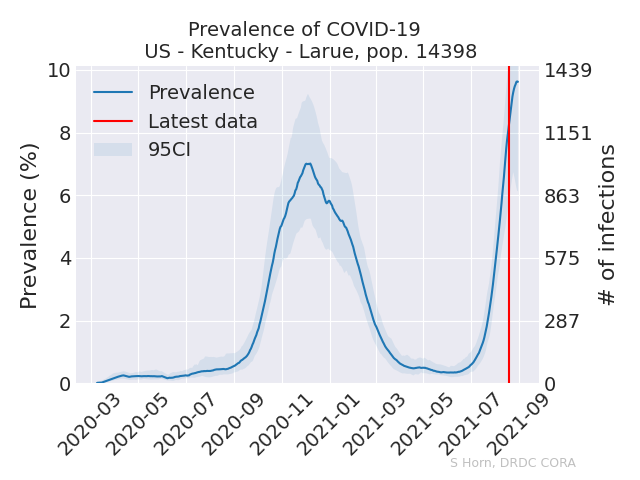 Prevalence of COVID-19
US - Kentucky - Larue, pop. 14398
Prevalence
Latest data
95CI
Prevalence (%)
10
8
6
4
2
0
1439
1151
863
575
287
0
# of infections
2020-03
2020-05
2020-07
2020-09
2020-11
2021-01
2021-03
2021-05
2021-07
2021-09
S Horn, DRDC CORA